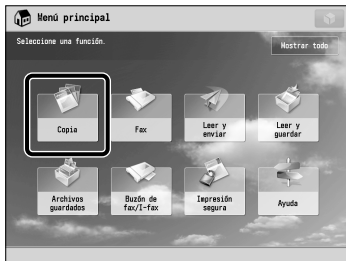 Menú principal
Seleccione una función.
Mostrar todo
Copia
Fax
Leer y
enviar
Leer y
guardar
Archivos
guardados
Buzón de
fax/I-fax
Impresión
segura
Ayuda